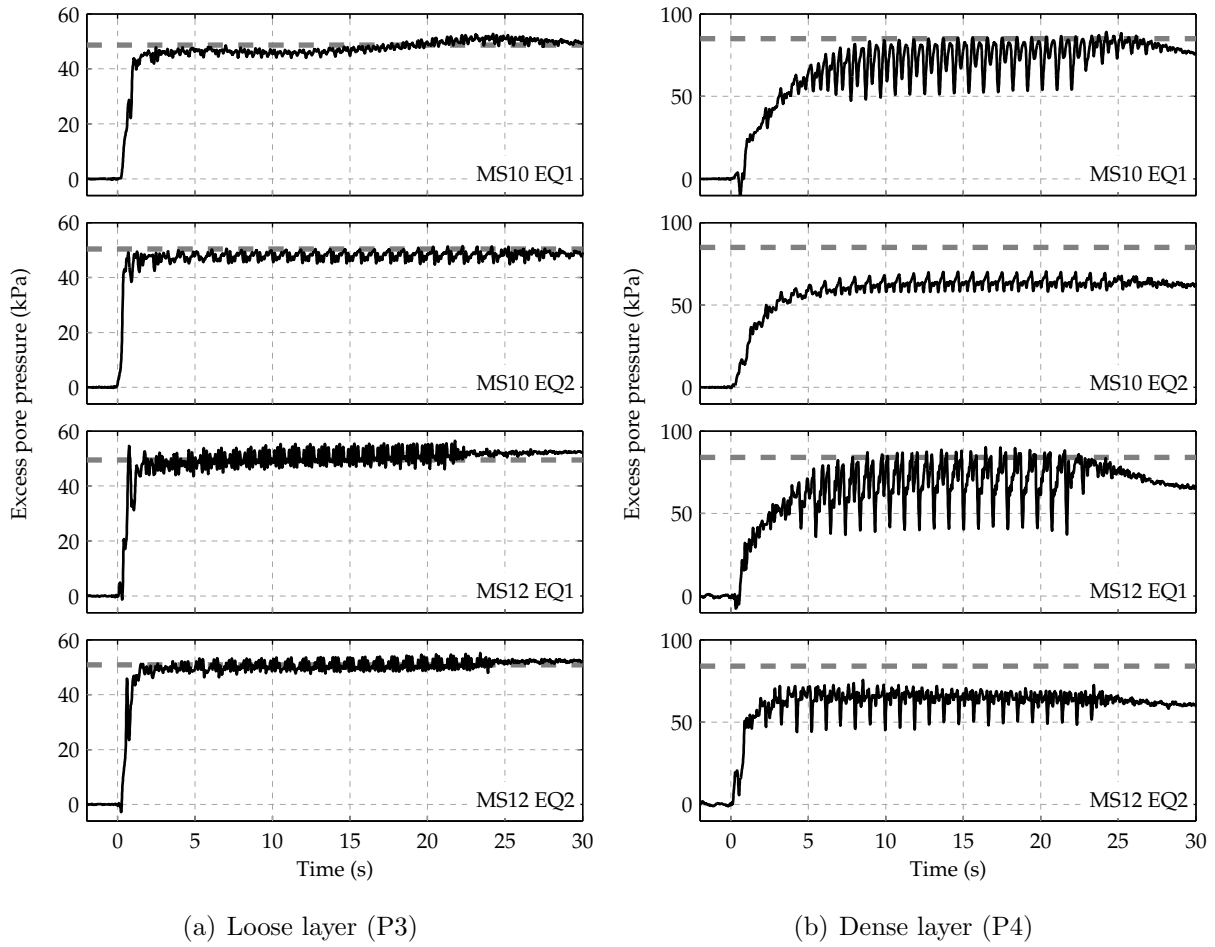 60
40
20
0
MS10 EQ1
60
40
20
0
MS10 EQ2
60
40
20
0
MS12 EQ1
60
40
20
0
MS12 EQ2
0 5 10 15 20 25 30
Time (s)
Excess pore pressure (kPa)
(a) Loose layer (P3)
100
50
0
MS10 EQ1
100
50
0
MS10 EQ2
100
50
0
MS12 EQ1
100
50
0
MS12 EQ2
0 5 10 15 20 25 30
Time (s)
Excess pore pressure (kPa)
(b) Dense layer (P4)